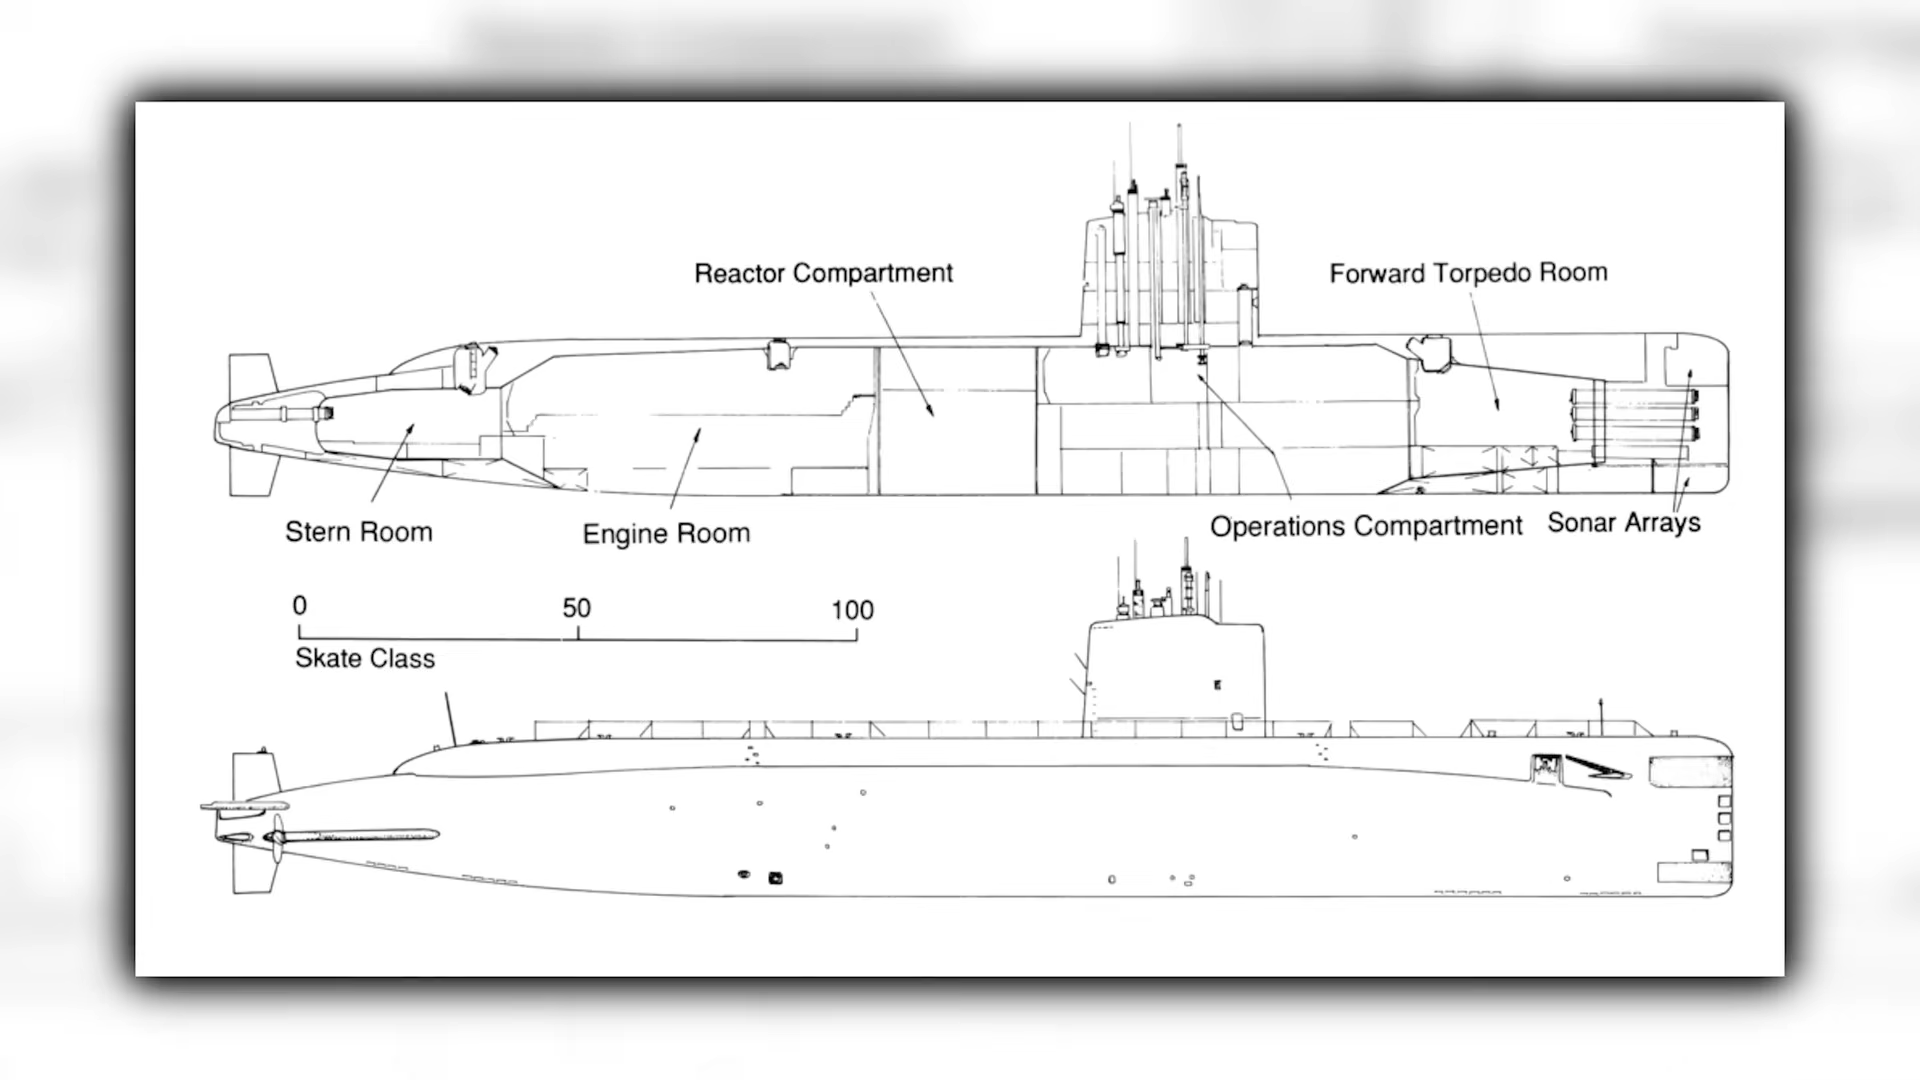 Reactor Compartment
Forward Torpedo Room
Stern Room
Engine Room
Operations Compartment
Sonar Arrays
0 50 100
Skate Class